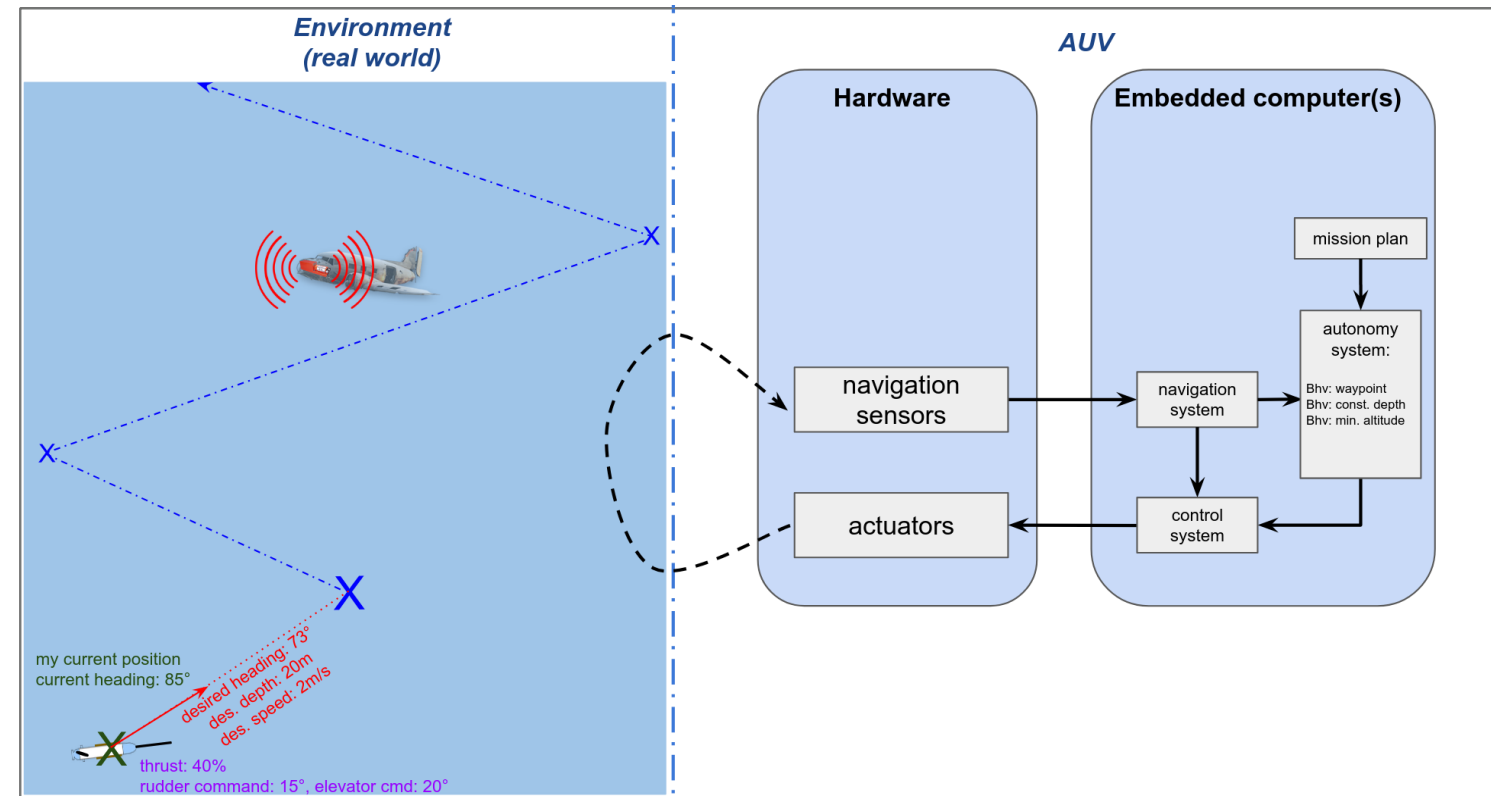 Environment
(real world)
AUV
Hardware
Embedded computer(s)
mission plan
autonomy
system:
Bhv: waypoint
Bhv: const. depth
Bhv: min. altitude
navigation
sensors
navigation
system
actuators
control
system
X
X
X
my current position
current heading: 85°
desired heading: 73°
des. depth: 20m
des. speed: 2m/s
X
thrust: 40%
rudder command: 15°, elevator cmd: 20°